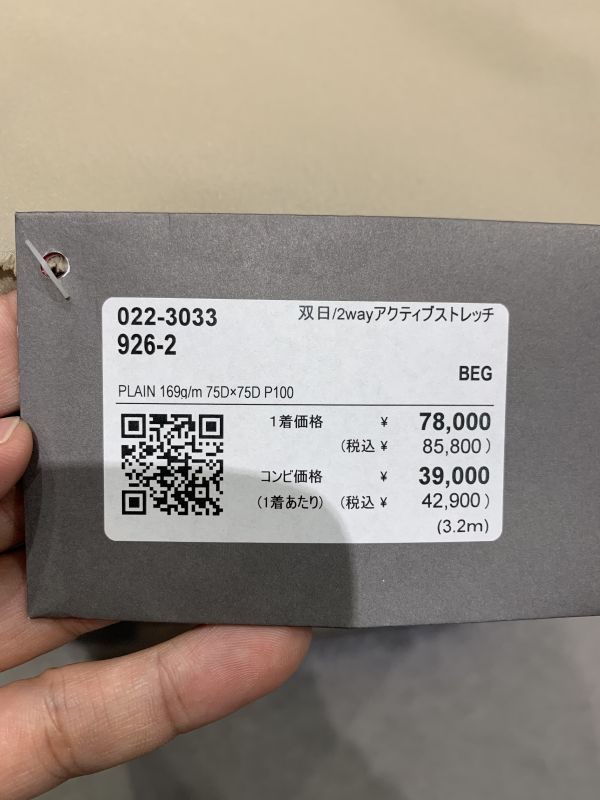 022-3033
双日/2wayアクティブストレッチ
926-2
BEG
PLAIN 169g/m 75D×75D P100
1着価格 ¥ 78,000
(税込 ¥ 85,800 )
コンビ価格 ¥ 39,000
(1着あたり) (税込 ¥ 42,900 )
(3.2m)